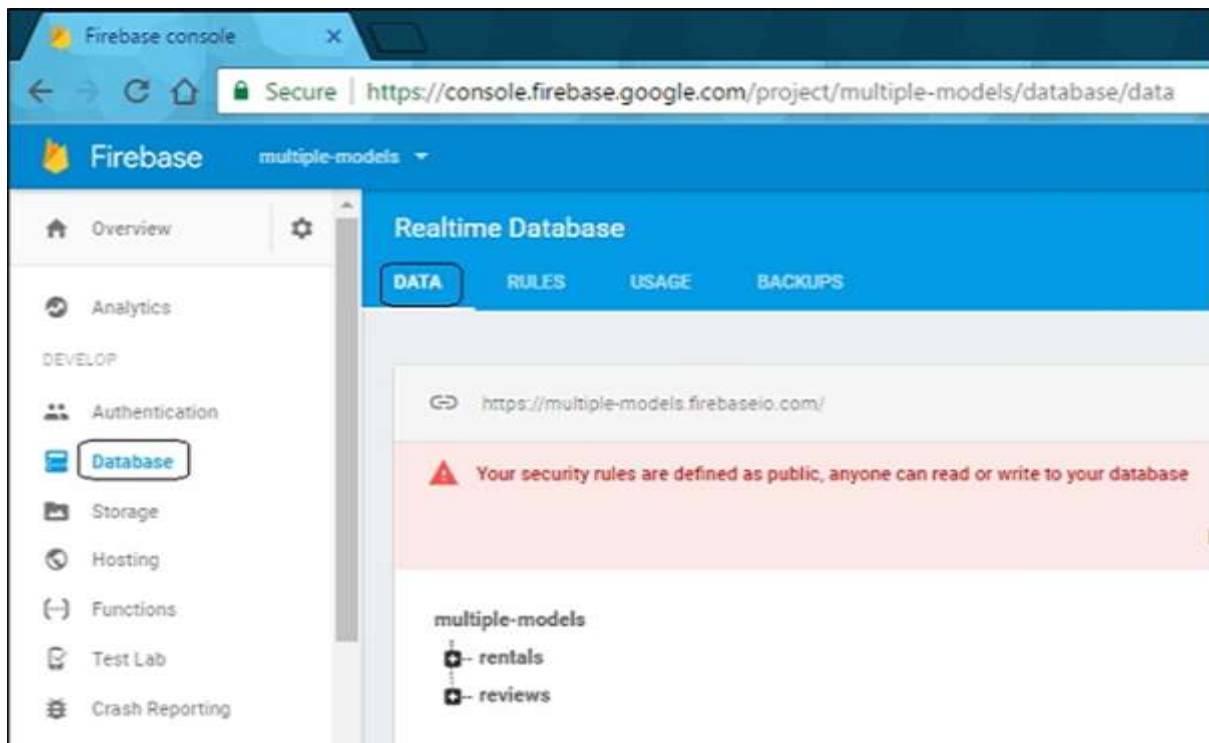 Firebase console
Secure https://console.firebase.google.com/project/multiple-models/database/data
Firebase multiple-models
Overview
Realtime Database
DATA RULES USAGE BACKUPS
Analytics
DEVELOP
Authentication
Database
Storage
Hosting
Functions
Test Lab
Crash Reporting
https://multiple-models.firebaseio.com/
Your security rules are defined as public, anyone can read or write to your database
multiple-models
rentals
reviews